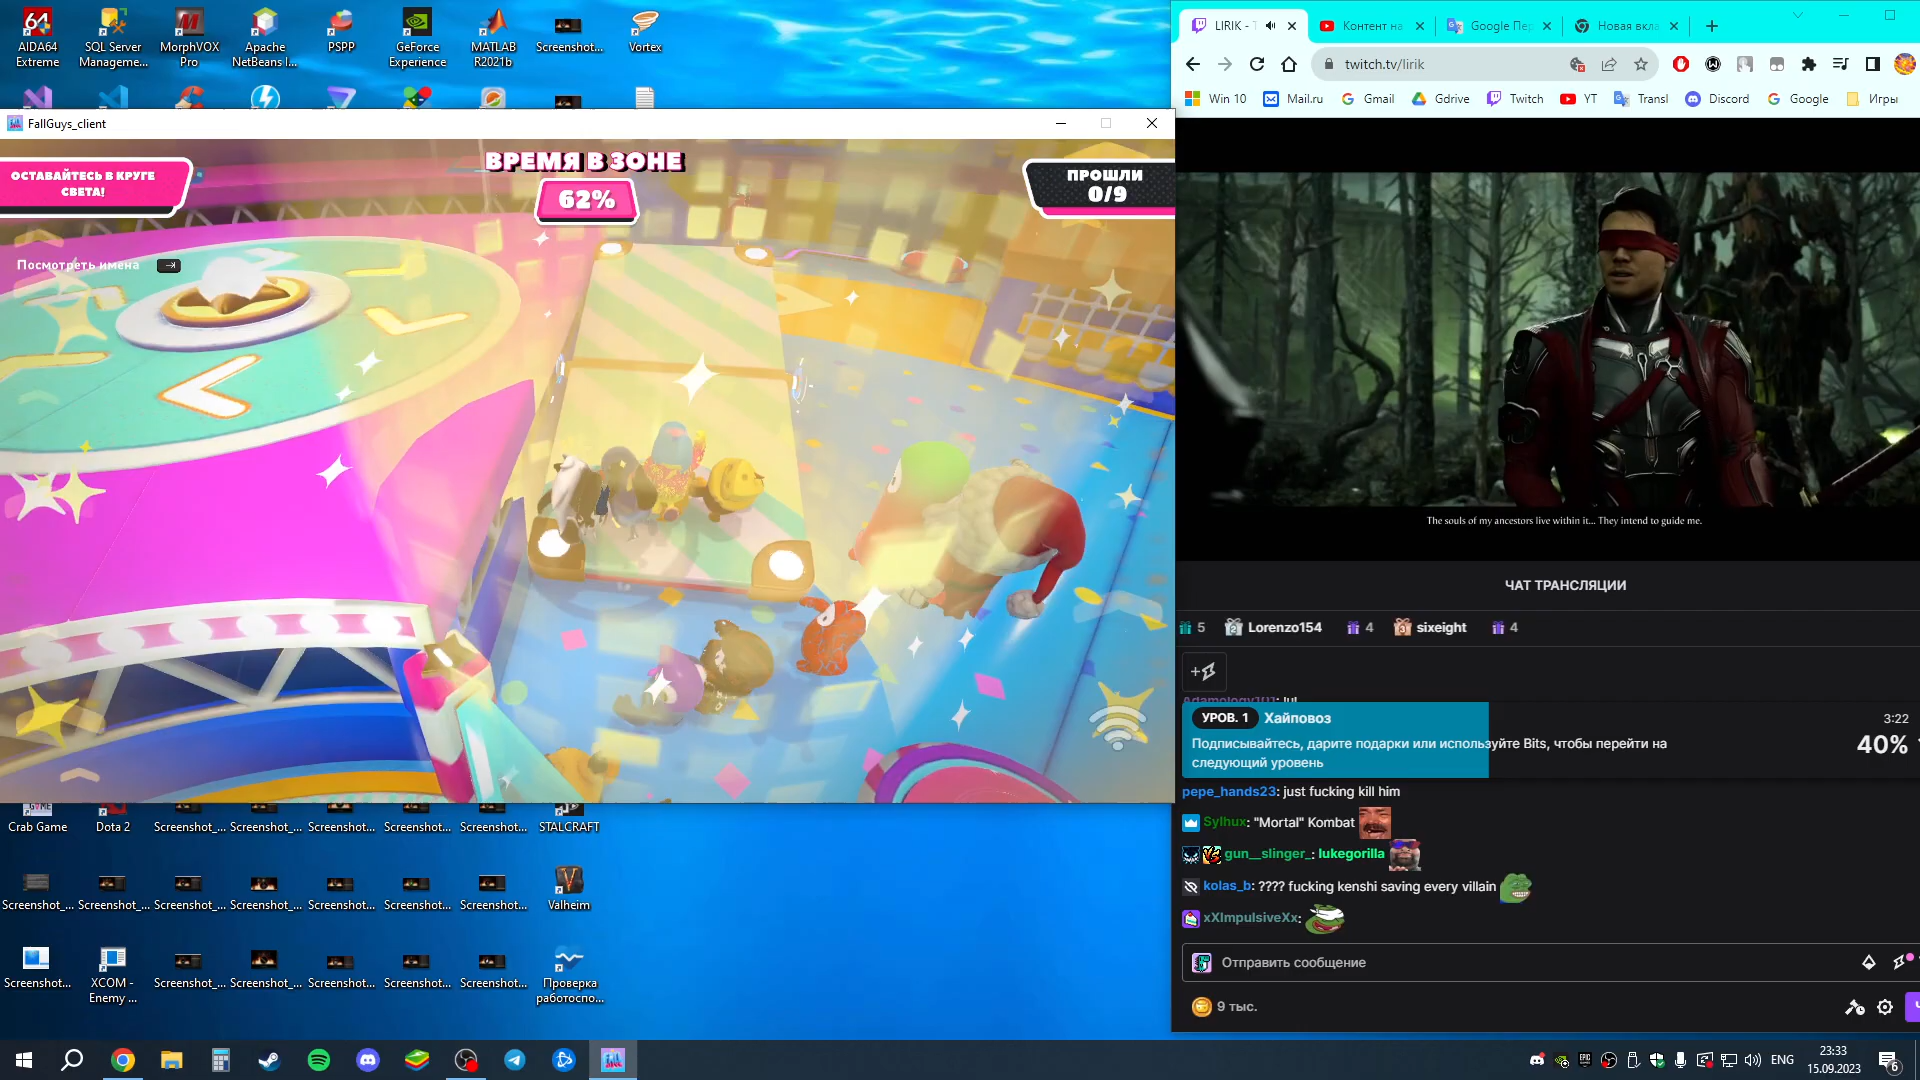 AIDA64 Extreme
SQL Server Manageme...
MorphVOX Pro
Apache NetBeans I...
PSPP
GeForce Experience
MATLAB R2021b
Screenshot...
Vortex
FallGuys_client
ОСТАВАЙТЕСЬ В КРУГЕ
СВЕТА!
ВРЕМЯ В ЗОНЕ
62%
ПРОШЛИ
0/9
Посмотреть имена
Crab Game
Dota 2
Screenshot_...
Screenshot_...
Screenshot...
Screenshot...
Screenshot...
STALCRAFT
Screenshot_...
Screenshot_...
Screenshot_...
Screenshot_...
Screenshot...
Screenshot...
Screenshot...
Valheim
Screenshot...
XCOM - Enemy ...
Screenshot_...
Screenshot_...
Screenshot...
Screenshot...
Screenshot...
Проверка работоспо...
LIRIK - T
Контент на
Google Пер
Новая вкла
twitch.tv/lirik
Win 10
Mail.ru
Gmail
Gdrive
Twitch
YT
Transl
Discord
Google
Игры
The souls of my ancestors live within it... They intend to guide me.
ЧАТ ТРАНСЛЯЦИИ
5
Lorenzo154
4
sixeight
4
Adamology101: lul
УРОВ. 1 Хайповоз
3:22
Подписывайтесь, дарите подарки или используйте Bits, чтобы перейти на
следующий уровень
40%
pepe_hands23: just fucking kill him
Sylhux: "Mortal" Kombat
gun__slinger_: lukegorilla
kolas_b: ???? fucking kenshi saving every villain
xXImpulsiveXx:
Отправить сообщение
9 тыс.
ENG
23:33
15.09.2023
6